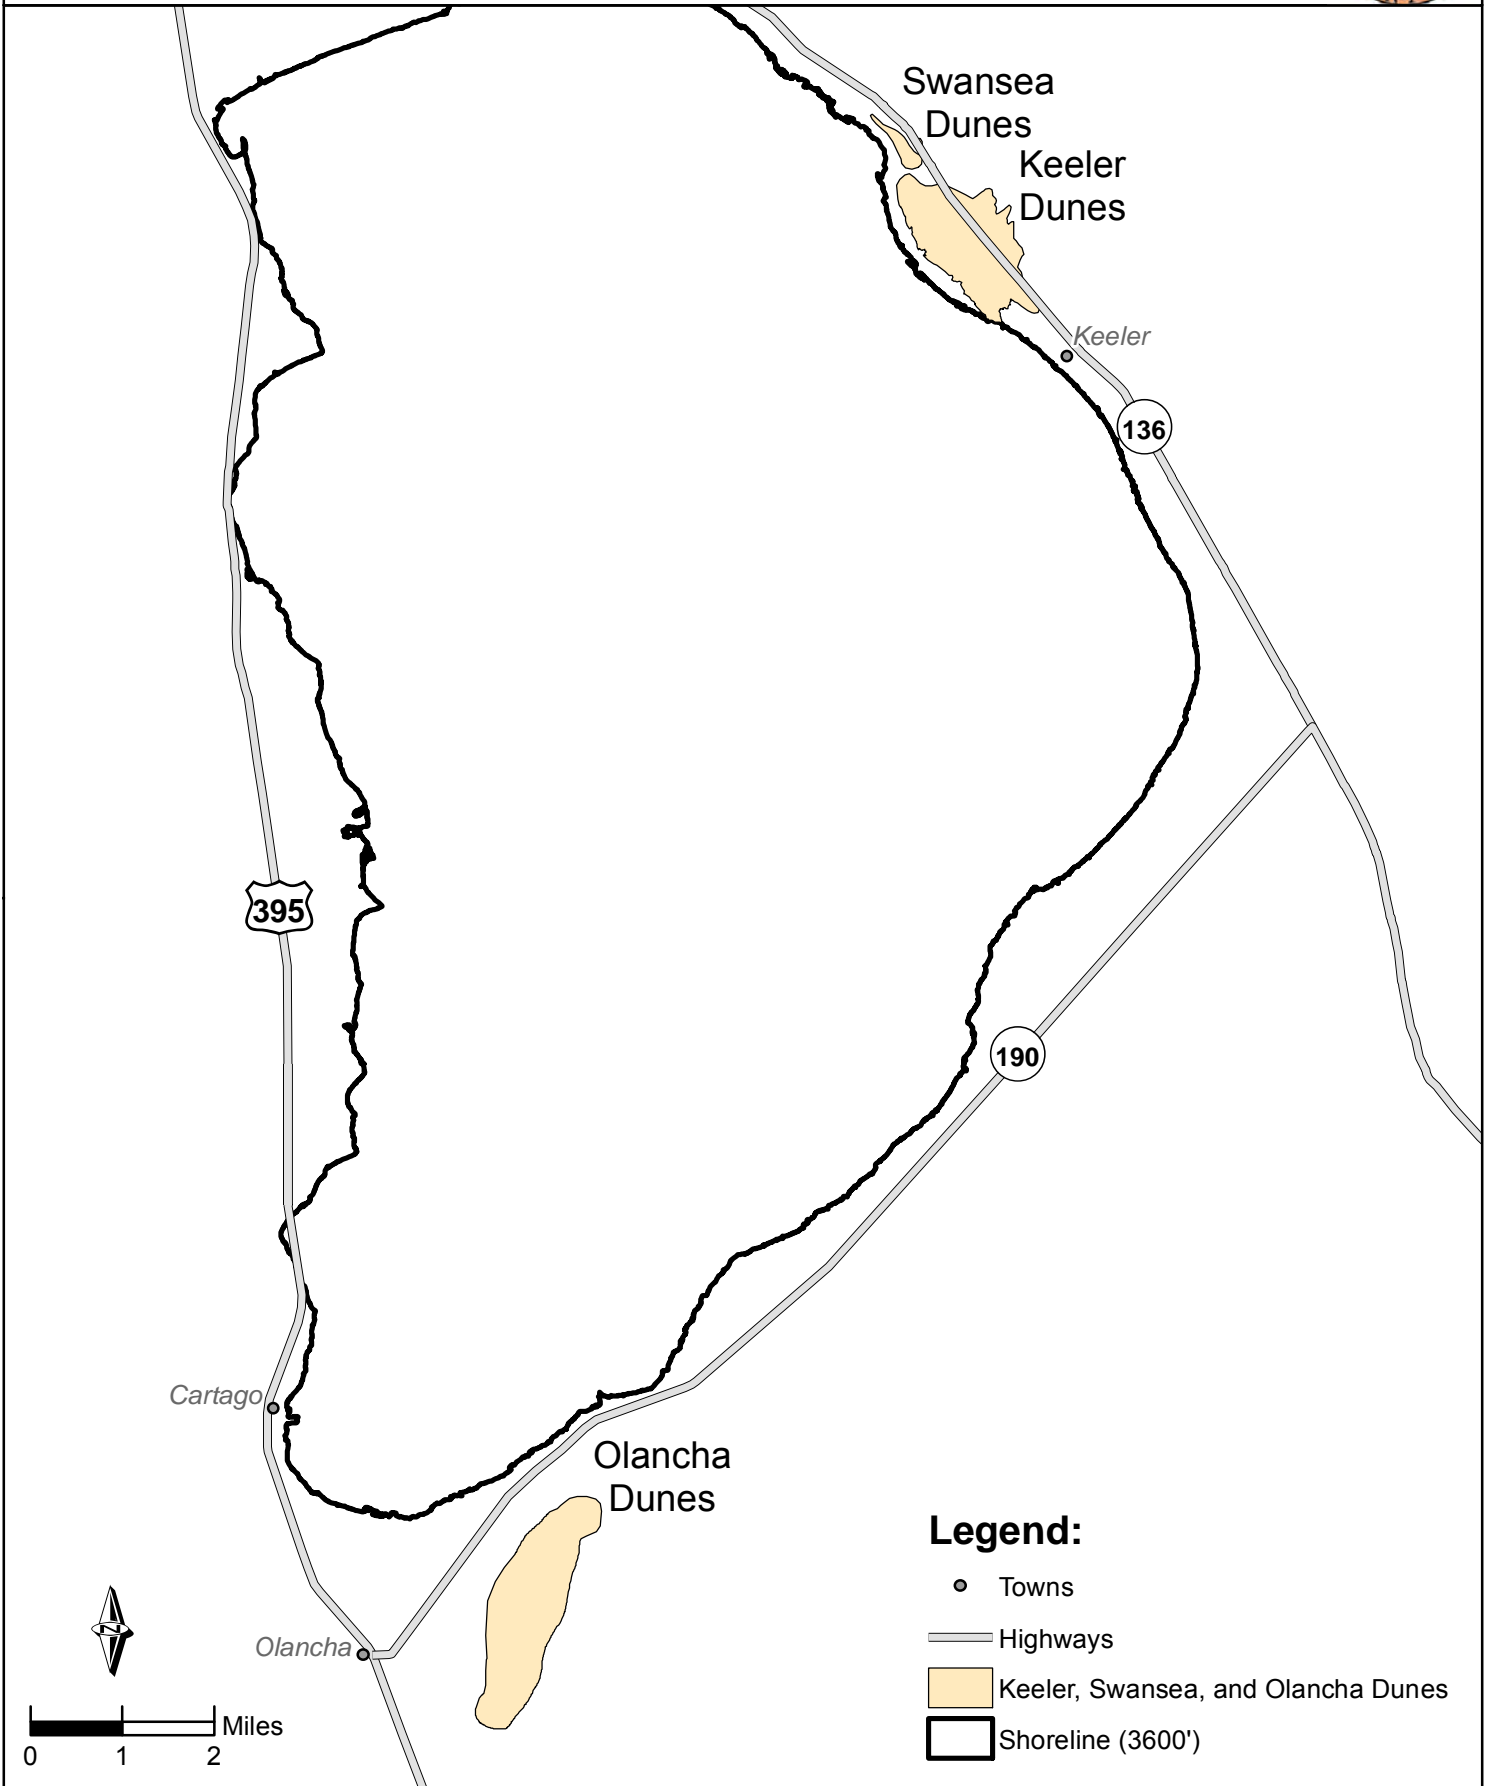 Swansea
Dunes
Keeler
Dunes
Keeler
136
395
190
Cartago
Olancha
Dunes
Olancha
N
Miles
0 1 2
Legend:
Towns
Highways
Keeler, Swansea, and Olancha Dunes
Shoreline (3600')